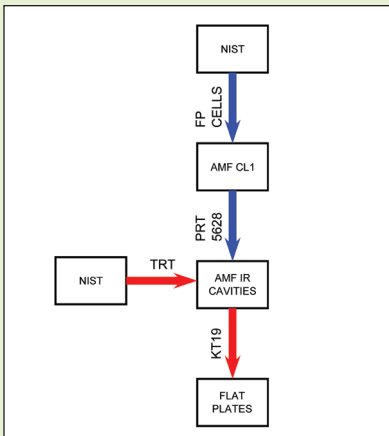 NIST
FP
CELLS
AMF CL1
PRT
5628
TRT
NIST
AMF IR
CAVITIES
KT19
FLAT
PLATES